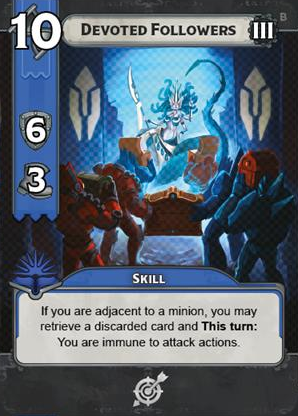 10
DEVOTED FOLLOWERS
III
B
6
3
SKILL
If you are adjacent to a minion, you may
retrieve a discarded card and This turn:
You are immune to attack actions.